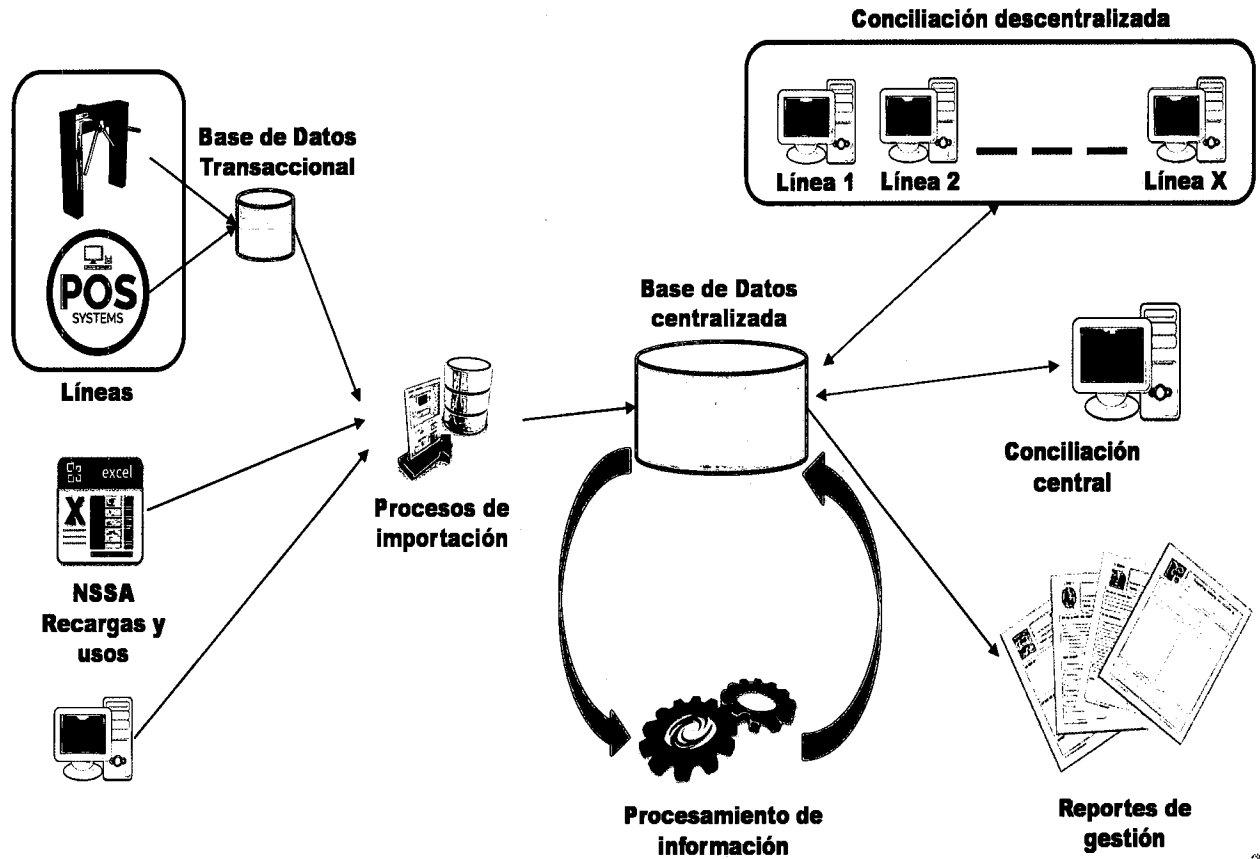 Conciliación descentralizada
Línea 1
Línea 2
Línea X
Base de Datos
Transaccional
POS
SYSTEMS
Líneas
Base de Datos
centralizada
excel
X
NSSA
Recargas y
usos
Procesos de
importación
Conciliación
central
Procesamiento de
información
Reportes de
gestión